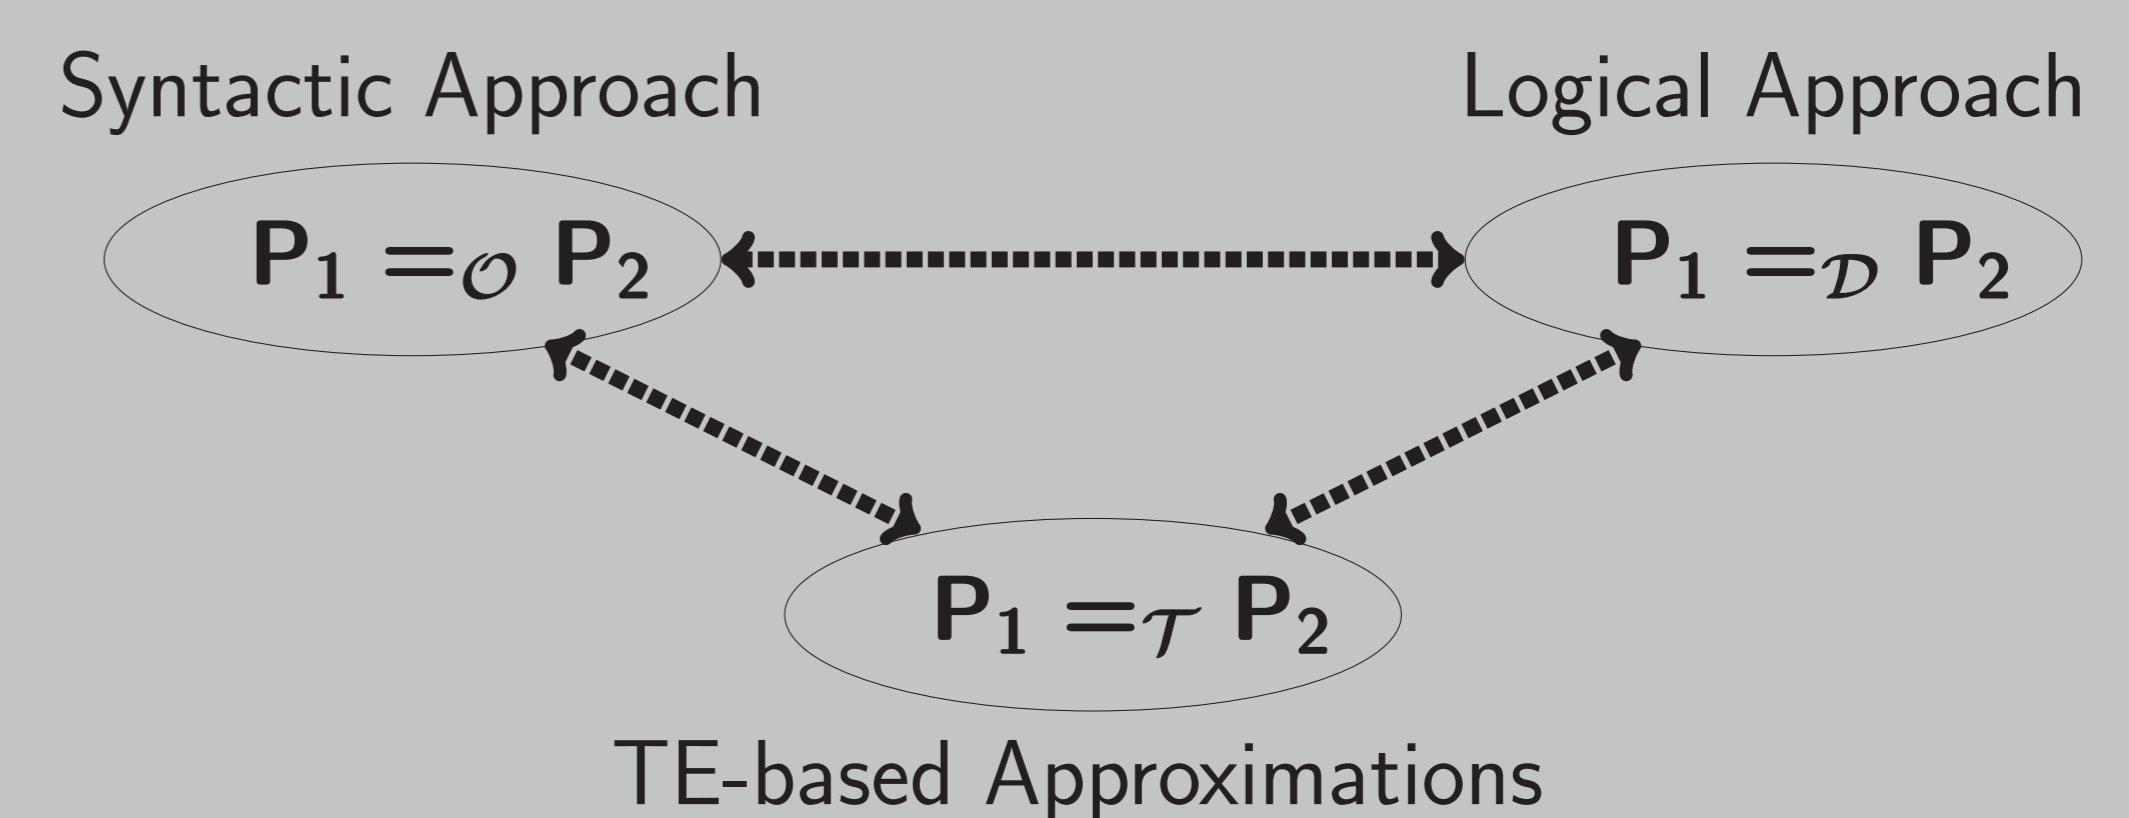 Syntactic Approach Logical Approach
P₁ =𝒪 P₂ P₁ =𝒟 P₂
P₁ =𝒯 P₂
TE-based Approximations